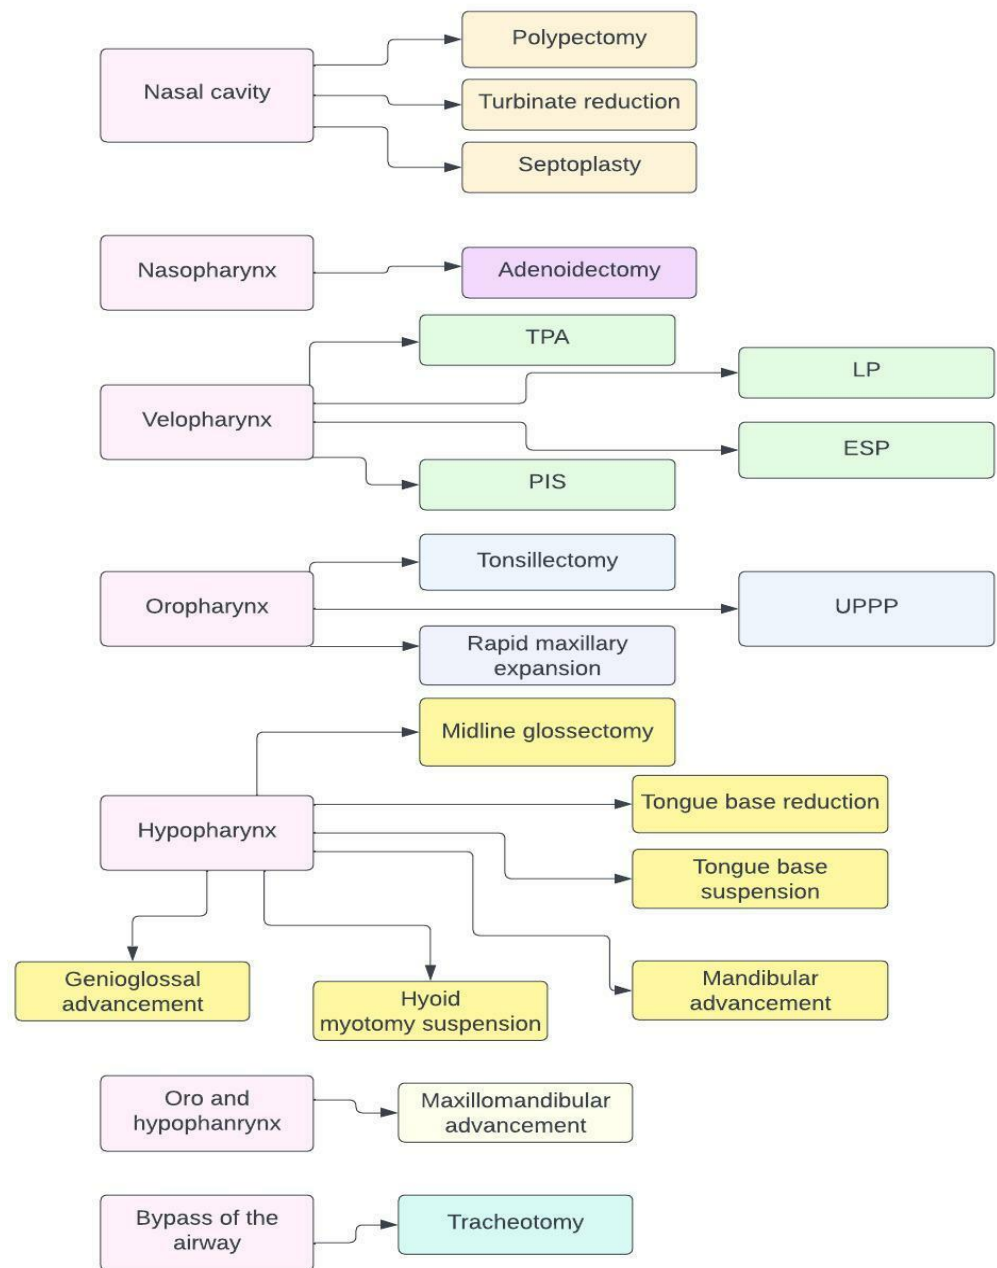 Nasal cavity
Polypectomy
Turbinate reduction
Septoplasty
Nasopharynx
Adenoidectomy
Velopharynx
TPA
LP
ESP
PIS
Oropharynx
Tonsillectomy
UPPP
Rapid maxillary
expansion
Hypopharynx
Midline glossectomy
Tongue base reduction
Tongue base
suspension
Mandibular
advancement
Hyoid
myotomy suspension
Genioglossal
advancement
Oro and
hypophanrynx
Maxillomandibular
advancement
Bypass of the
airway
Tracheotomy